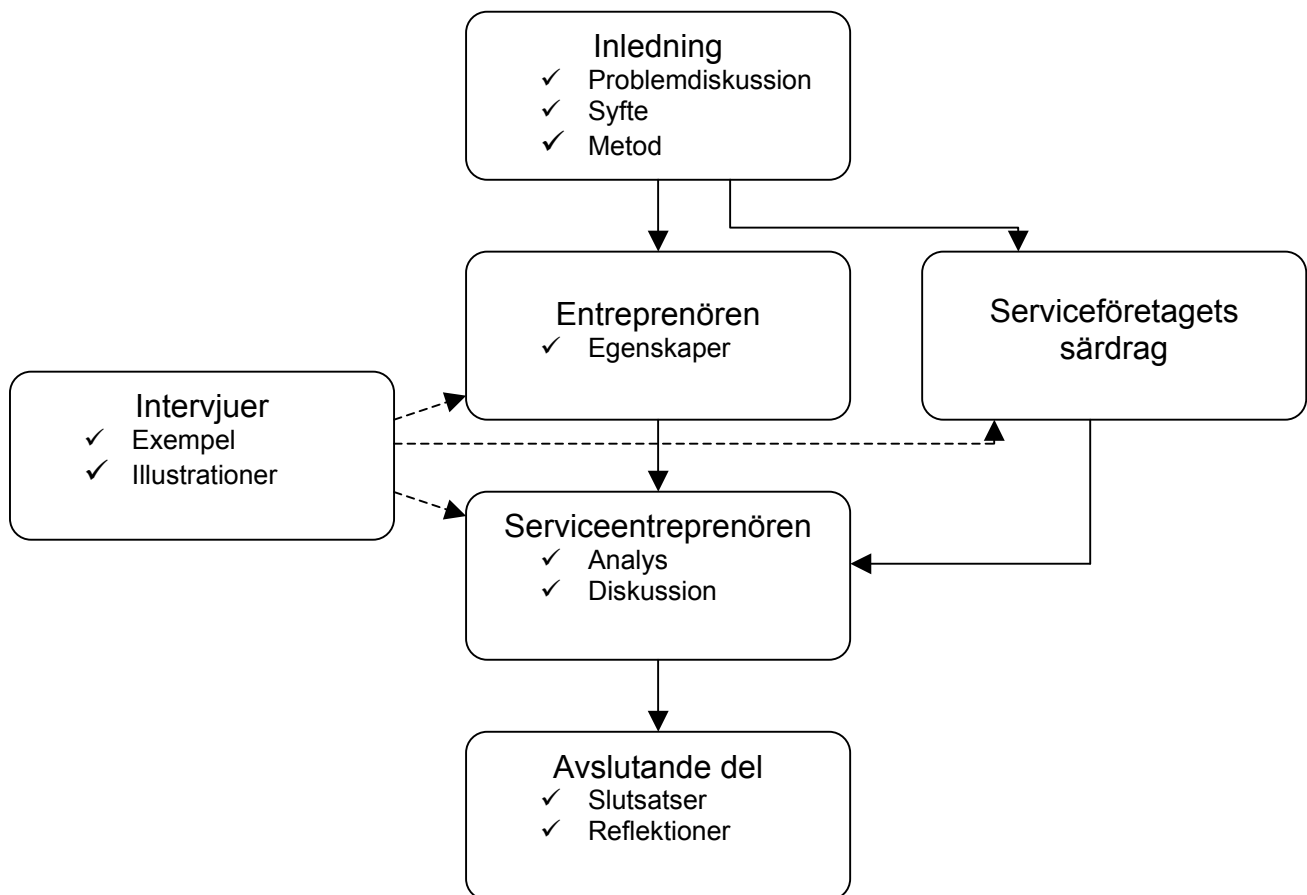 Inledning
✓ Problemdiskussion
✓ Syfte
✓ Metod
Entreprenören
✓ Egenskaper
Serviceföretagets
särdrag
Intervjuer
✓ Exempel
✓ Illustrationer
Serviceentreprenören
✓ Analys
✓ Diskussion
Avslutande del
✓ Slutsatser
✓ Reflektioner